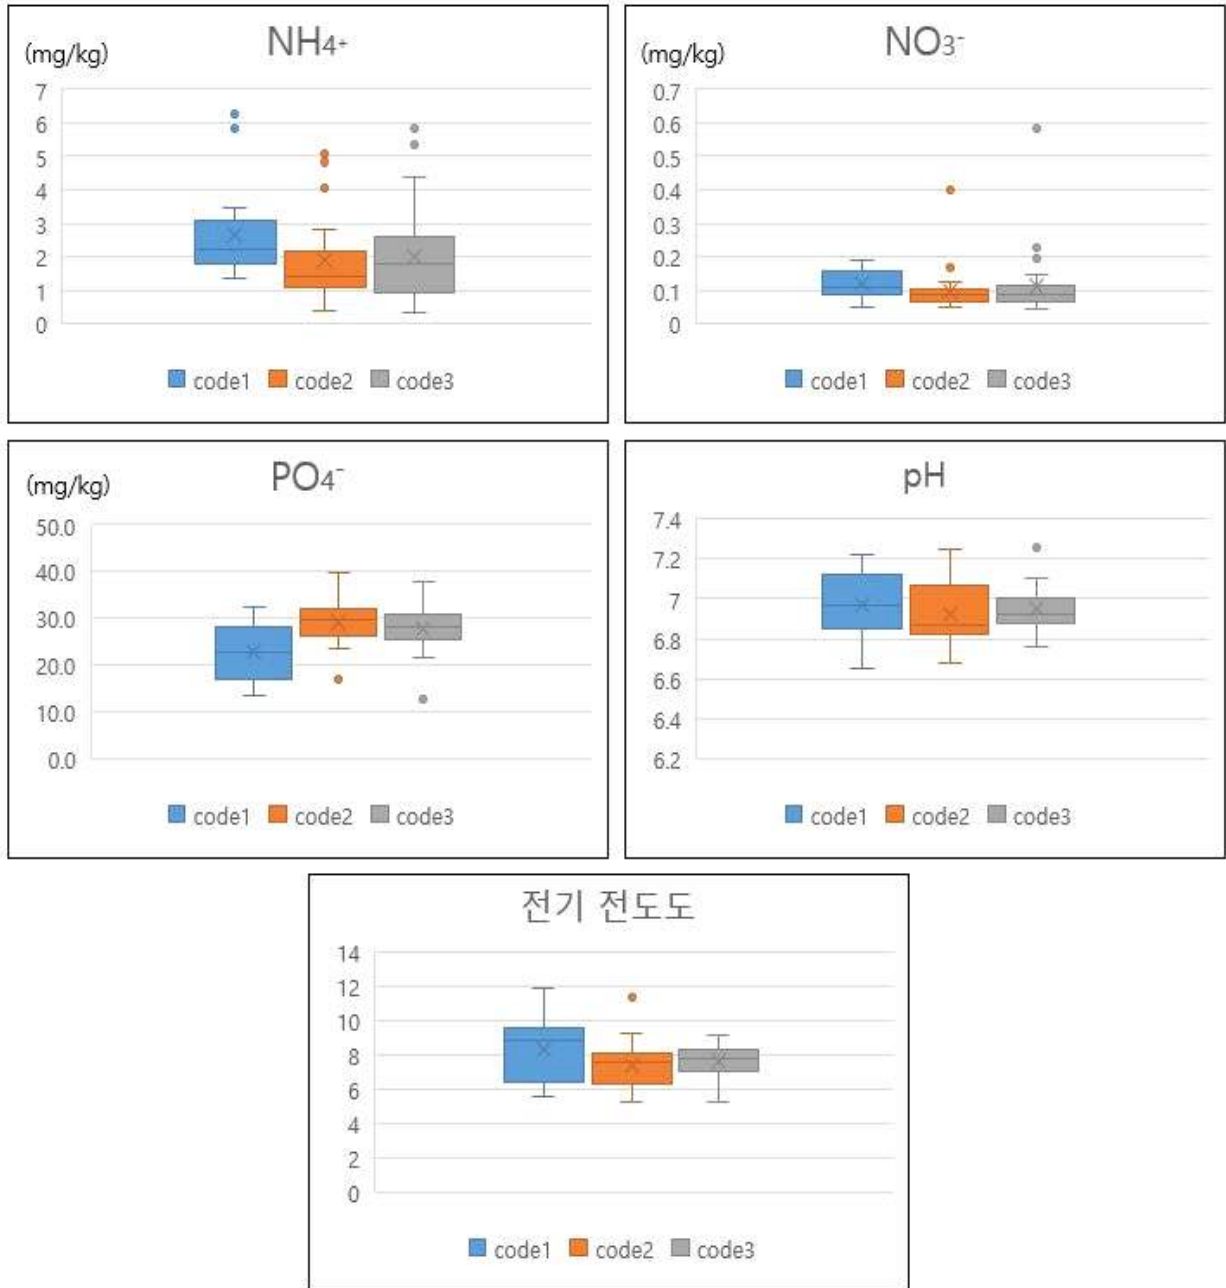 NH₄⁺
(mg/kg)
7
6
5
4
3
2
1
0
code1 code2 code3
NO₃⁻
(mg/kg)
0.7
0.6
0.5
0.4
0.3
0.2
0.1
0
code1 code2 code3
PO₄⁻
(mg/kg)
50.0
40.0
30.0
20.0
10.0
0.0
code1 code2 code3
pH
7.4
7.2
7
6.8
6.6
6.4
6.2
code1 code2 code3
전기 전도도
14
12
10
8
6
4
2
0
code1 code2 code3